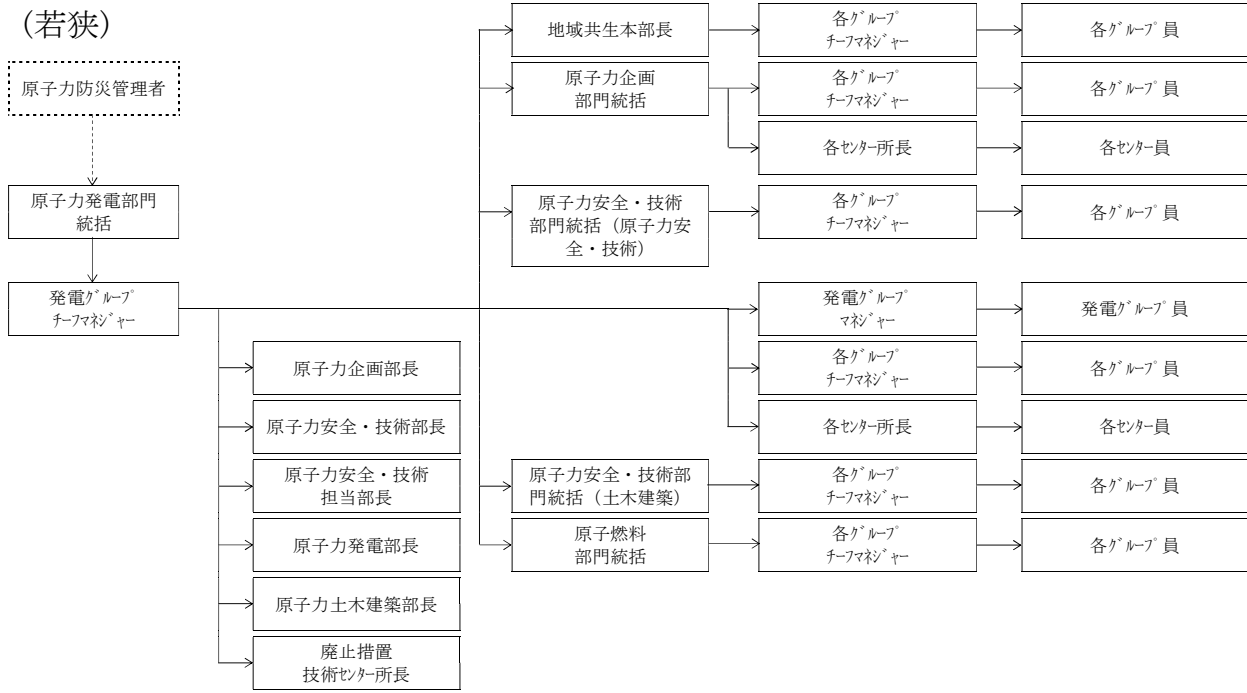 (若狭)
原子力防災管理者
原子力発電部門
統括
発電ｸﾞﾙｰﾌﾟ
ﾁｰﾌﾏﾈｼﾞｬｰ
原子力企画部長
原子力安全・技術部長
原子力安全・技術
担当部長
原子力発電部長
原子力土木建築部長
廃止措置
技術ｾﾝﾀｰ所長
地域共生本部長
各ｸﾞﾙｰﾌﾟ
ﾁｰﾌﾏﾈｼﾞｬｰ
各ｸﾞﾙｰﾌﾟ員
原子力企画
部門統括
各ｸﾞﾙｰﾌﾟ
ﾁｰﾌﾏﾈｼﾞｬｰ
各ｸﾞﾙｰﾌﾟ員
各ｾﾝﾀｰ所長
各ｾﾝﾀｰ員
原子力安全・技術
部門統括（原子力安
全・技術）
各ｸﾞﾙｰﾌﾟ
ﾁｰﾌﾏﾈｼﾞｬｰ
各ｸﾞﾙｰﾌﾟ員
発電ｸﾞﾙｰﾌﾟ
ﾏﾈｼﾞｬｰ
発電ｸﾞﾙｰﾌﾟ員
各ｸﾞﾙｰﾌﾟ
ﾁｰﾌﾏﾈｼﾞｬｰ
各ｸﾞﾙｰﾌﾟ員
各ｾﾝﾀｰ所長
各ｾﾝﾀｰ員
原子力安全・技術部
門統括（土木建築）
各ｸﾞﾙｰﾌﾟ
ﾁｰﾌﾏﾈｼﾞｬｰ
各ｸﾞﾙｰﾌﾟ員
原子燃料
部門統括
各ｸﾞﾙｰﾌﾟ
ﾁｰﾌﾏﾈｼﾞｬｰ
各ｸﾞﾙｰﾌﾟ員